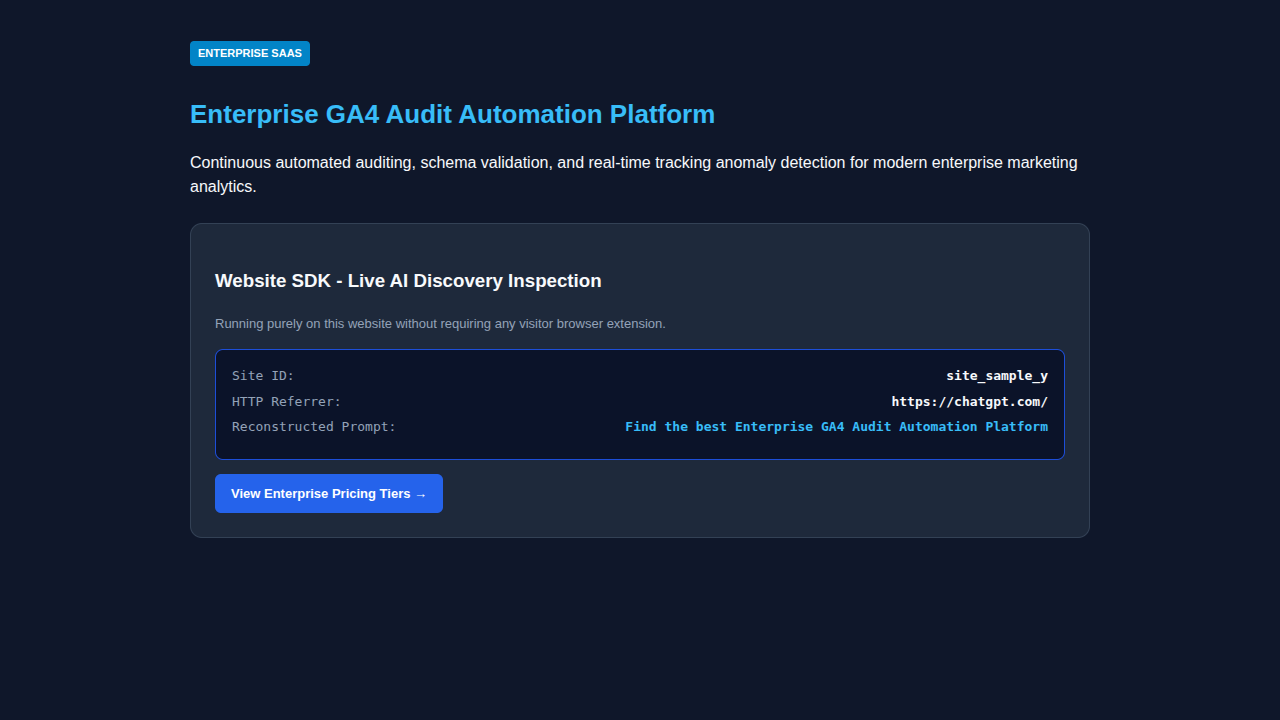 ENTERPRISE SAAS
Enterprise GA4 Audit Automation Platform
Continuous automated auditing, schema validation, and real-time tracking anomaly detection for modern enterprise marketing
analytics.
Website SDK - Live AI Discovery Inspection
Running purely on this website without requiring any visitor browser extension.
Site ID: site_sample_y
HTTP Referrer: https://chatgpt.com/
Reconstructed Prompt: Find the best Enterprise GA4 Audit Automation Platform
View Enterprise Pricing Tiers →